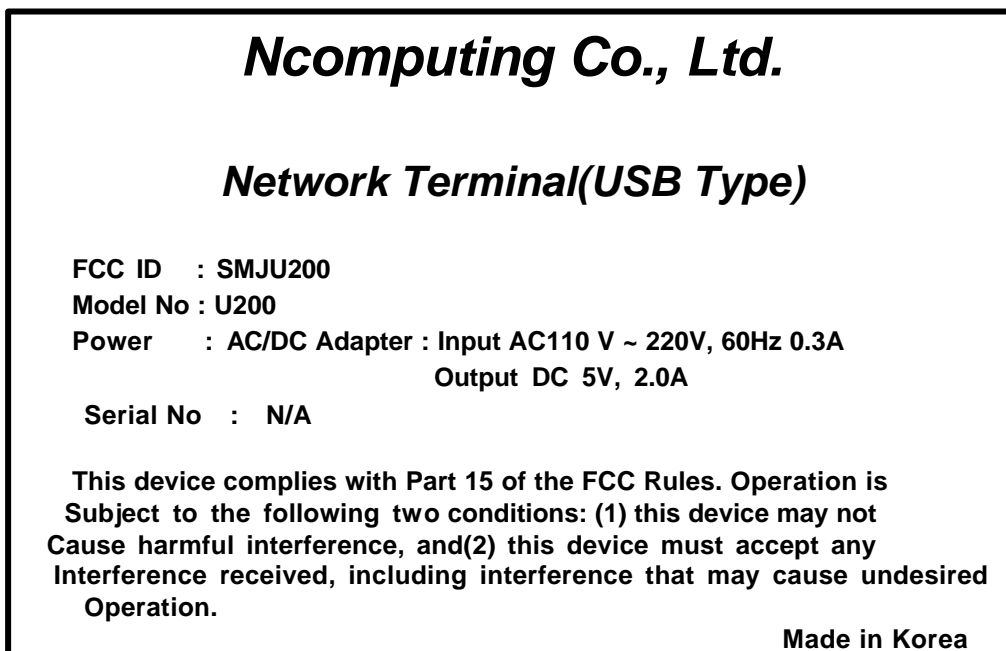 Ncomputing Co., Ltd.
Network Terminal(USB Type)
FCC ID : SMJU200
Model No : U200
Power : AC/DC Adapter : Input AC110 V ~ 220V, 60Hz 0.3A
Output DC 5V, 2.0A
Serial No : N/A
This device complies with Part 15 of the FCC Rules. Operation is
Subject to the following two conditions: (1) this device may not
Cause harmful interference, and(2) this device must accept any
Interference received, including interference that may cause undesired
Operation.
Made in Korea